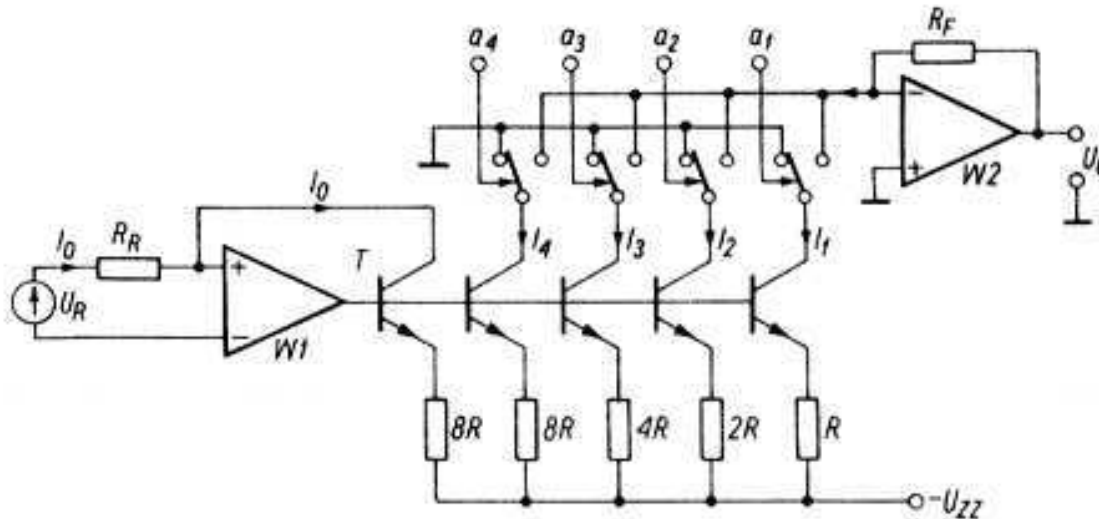 a4 a3 a2 a1 RF
I0 RR I0 T I4 I3 I2 I1
+ − + −
UR W1 W2
8R 8R 4R 2R R
−UZZ